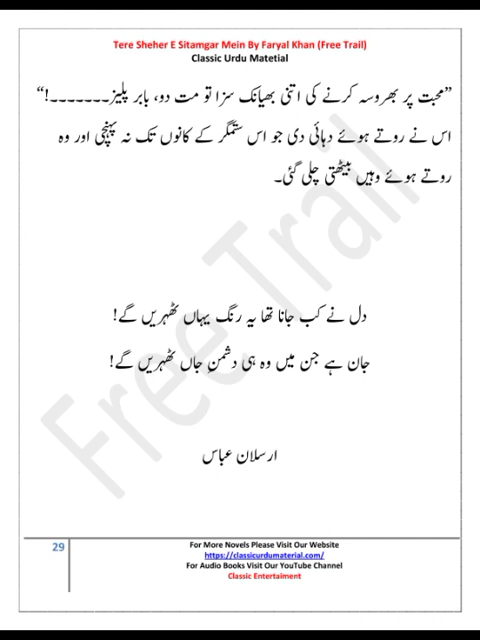 Tere Sheher E Sitamgar Mein By Faryal Khan (Free Trail)
Classic Urdu Matetial
”محبت پر بھروسہ کرنے کی اتنی بھیانک سزا تو مت دو، بابر پلیز۔۔۔۔۔۔۔!“
اس نے روتے ہوئے دہائی دی جو اس ستمگر کے کانوں تک نہ پہنچی اور وہ
روتے ہوئے وہیں بیٹھتی چلی گئی۔
دل نے کب جانا تھا یہ رنگ یہاں ٹھہریں گے!
جان ہے جن میں وہ ہی دشمنِ جاں ٹھہریں گے!
ارسلان عباس
Free Trail
29
For More Novels Please Visit Our Website
https://classicurdumaterial.com/
For Audio Books Visit Our YouTube Channel
Classic Entertaiment